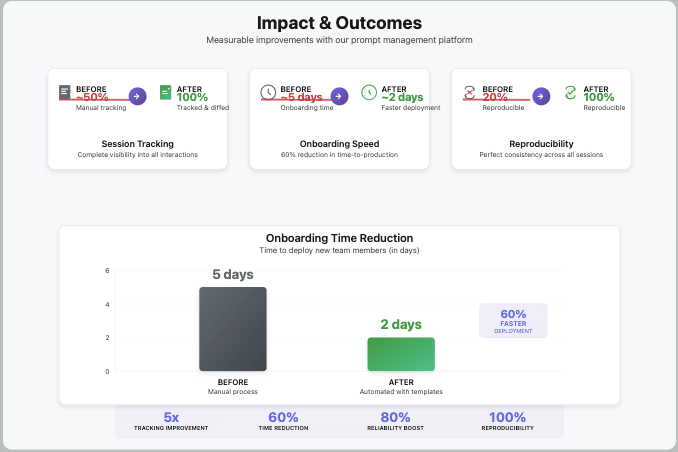 Impact & Outcomes
Measurable improvements with our prompt management platform
BEFORE
~50%
Manual tracking
AFTER
100%
Tracked & diffed
Session Tracking
Complete visibility into all interactions
BEFORE
~5 days
Onboarding time
AFTER
~2 days
Faster deployment
Onboarding Speed
60% reduction in time-to-production
BEFORE
20%
Reproducible
AFTER
100%
Reproducible
Reproducibility
Perfect consistency across all sessions
Onboarding Time Reduction
Time to deploy new team members (in days)
6
4
2
0
5 days
2 days
60%
FASTER
DEPLOYMENT
BEFORE
Manual process
AFTER
Automated with templates
5x
TRACKING IMPROVEMENT
60%
TIME REDUCTION
80%
RELIABILITY BOOST
100%
REPRODUCIBILITY